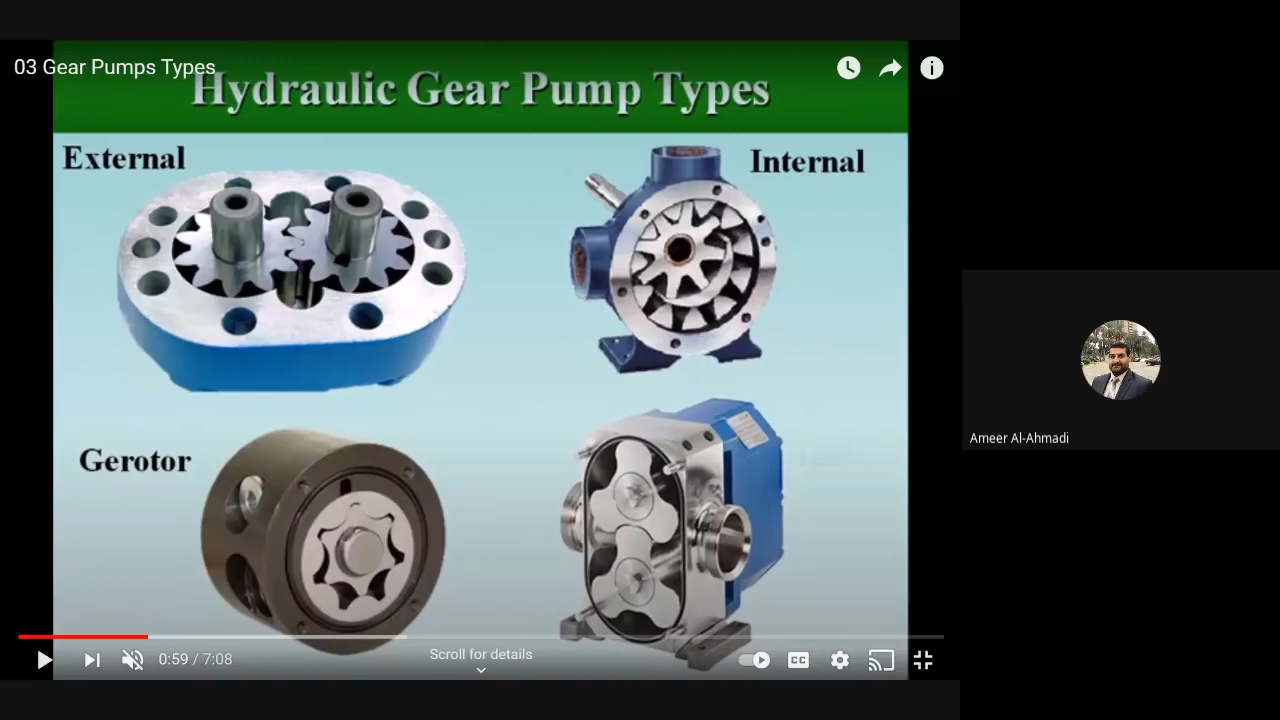 03 Gear Pumps Types
Hydraulic Gear Pump Types
External
Internal
Gerotor
0:59 / 7:08
Scroll for details
CC
Ameer Al-Ahmadi